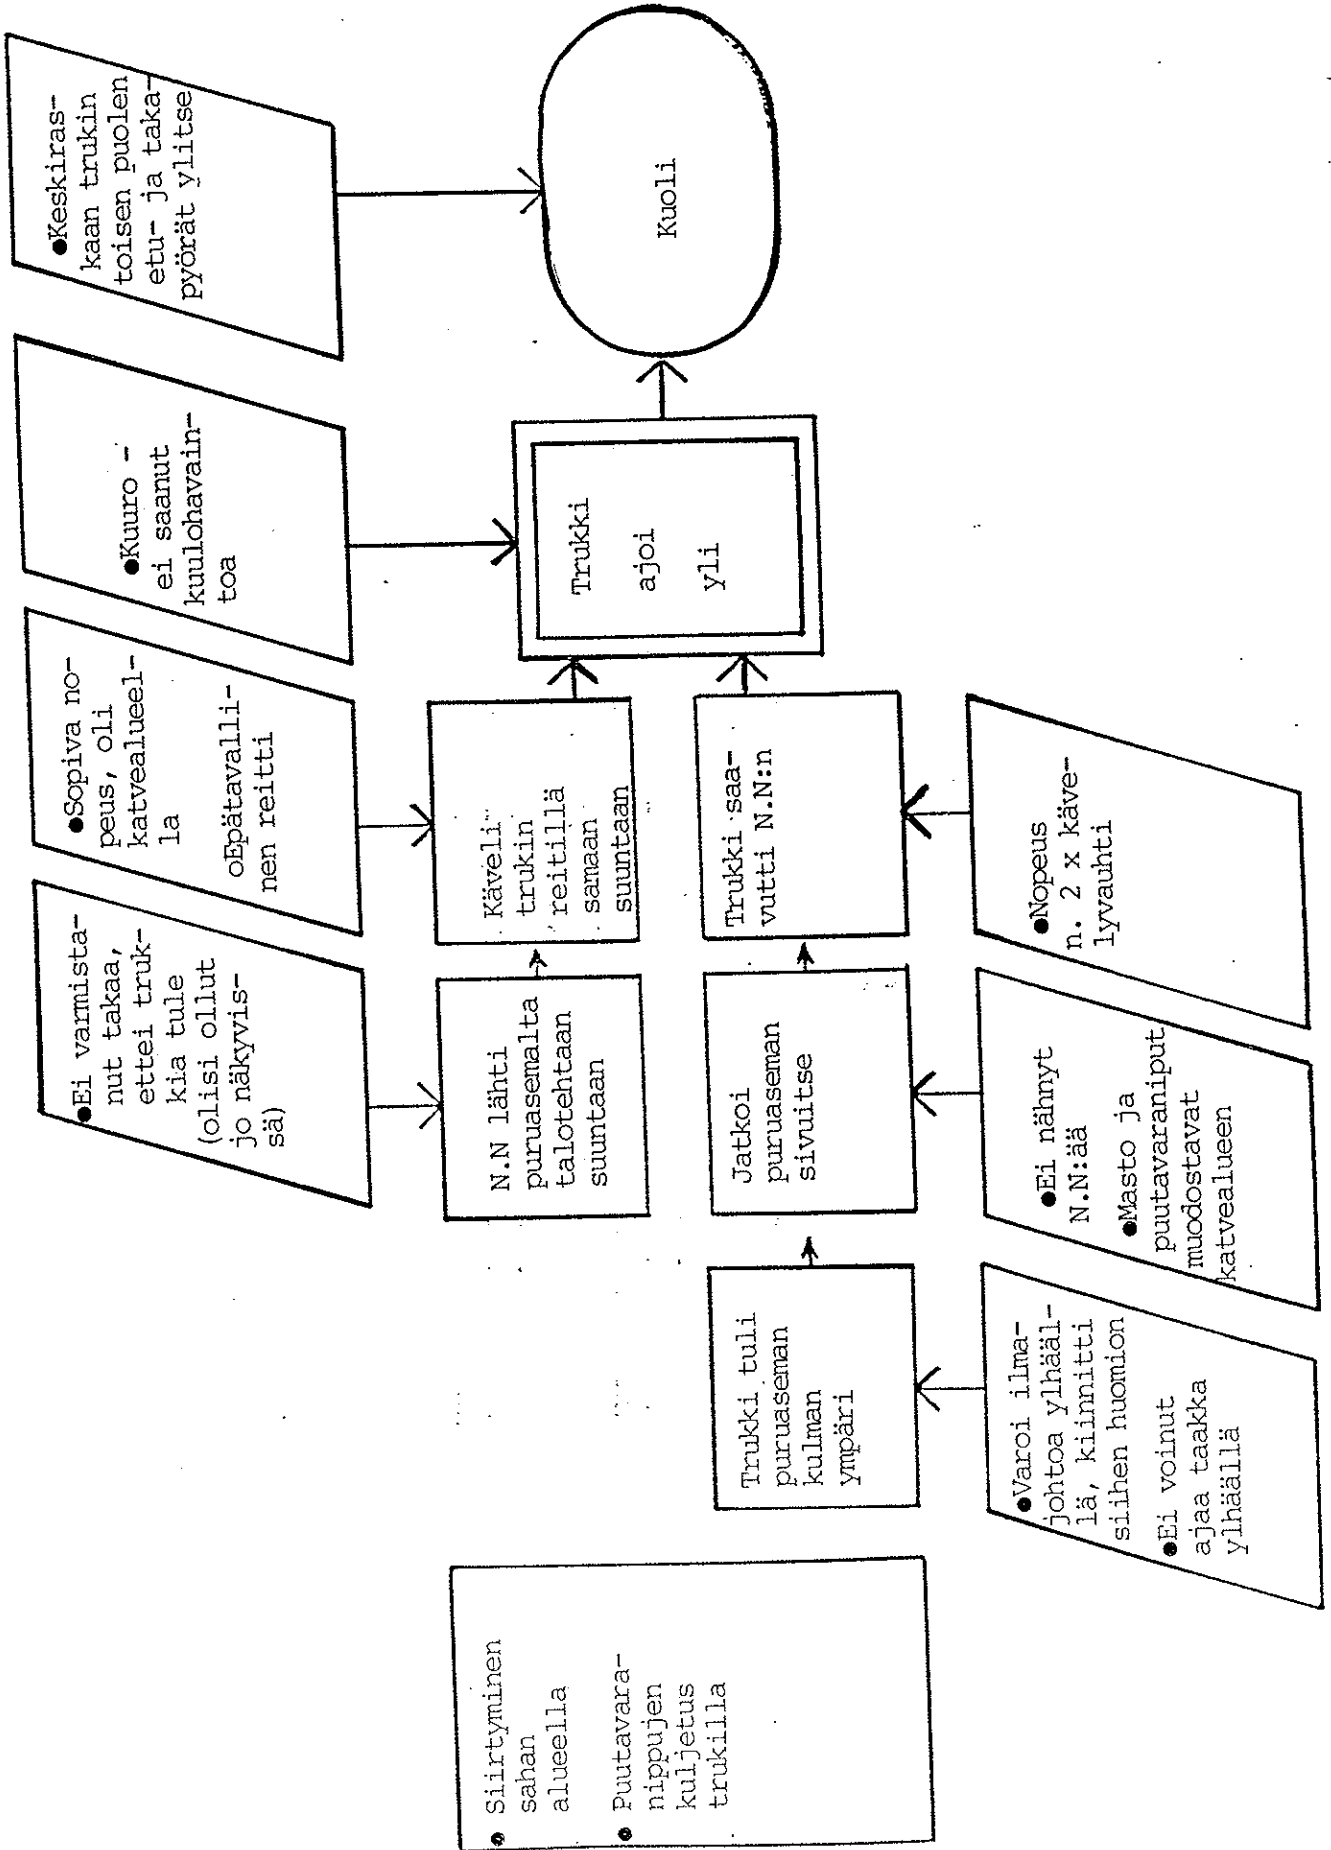 ● Siirtyminen
sahan
alueella
● Puutavara-
nippujen
kuljetus
trukilla
●Ei varmista-
nut takaa,
ettei truk-
kia tule
(olisi ollut
jo näkyvis-
sä)
●Sopiva no-
peus, oli
katvealueel-
la
oEpätavalli-
nen reitti
●Kuuro -
ei saanut
kuulohavain-
toa
●Keskiras-
kaan trukin
toisen puolen
etu- ja taka-
pyörät ylitse
N.N lähti
puruasemalta
talotehtaan
suuntaan
Käveli
trukin
reitillä
samaan
suuntaan
Trukki
ajoi
yli
Kuoli
Trukki tuli
puruaseman
kulman
ympäri
Jatkoi
puruaseman
sivuitse
Trukki saa-
vutti N.N:n
●Varoi ilma-
johtoa ylhääl-
lä, kiinnitti
siihen huomion
●Ei voinut
ajaa taakka
ylhäällä
●Ei nähnyt
N.N:ää
●Masto ja
puutavaraniput
muodostavat
katvealueen
●Nopeus
n. 2 x käve-
lyvauhti